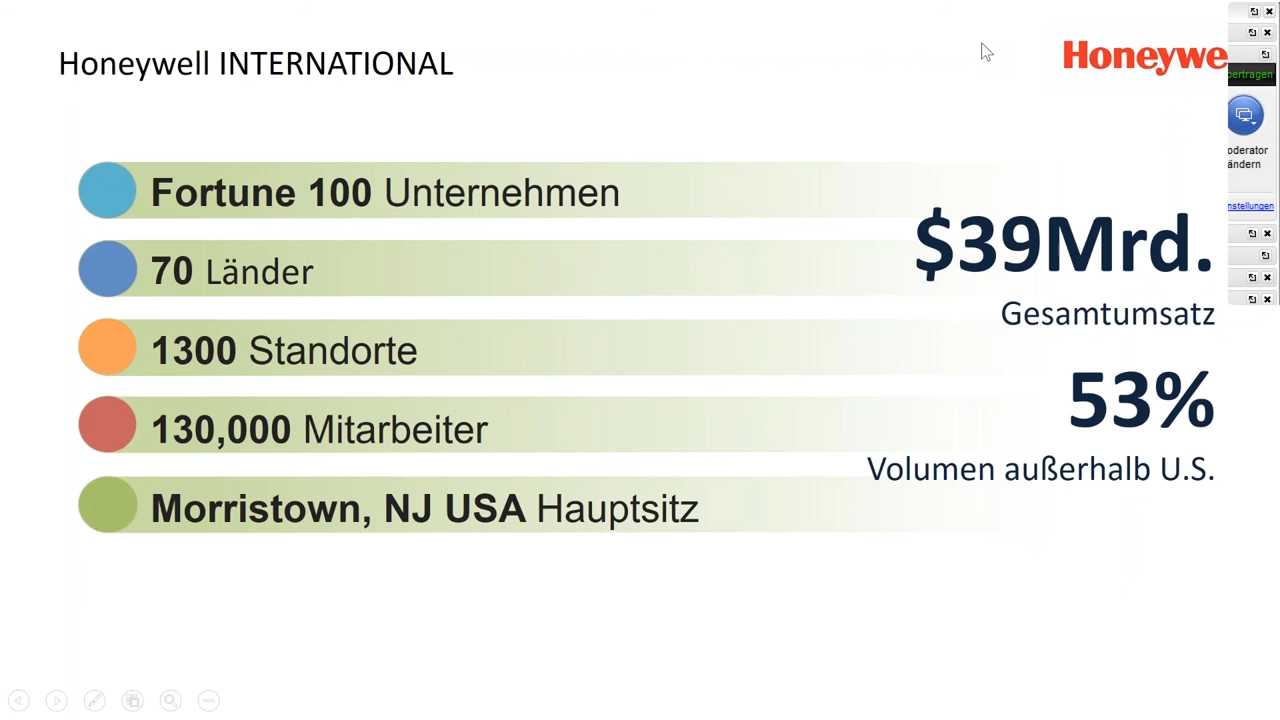 Honeywell INTERNATIONAL
Honeywe
Fortune 100 Unternehmen
70 Länder
1300 Standorte
130,000 Mitarbeiter
Morristown, NJ USA Hauptsitz
$39Mrd.
Gesamtumsatz
53%
Volumen außerhalb U.S.
bertragen
oderator
ändern
nstellungen